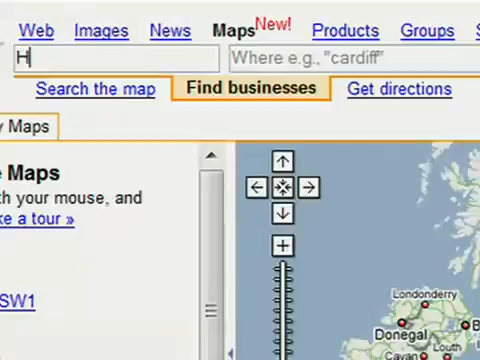 Web Images News Maps New! Products Groups
H Where e.g., "cardiff"
Search the map Find businesses Get directions
y Maps
Maps
th your mouse, and
ke a tour »
SW1
Londonderry
Donegal
Cavan Louth